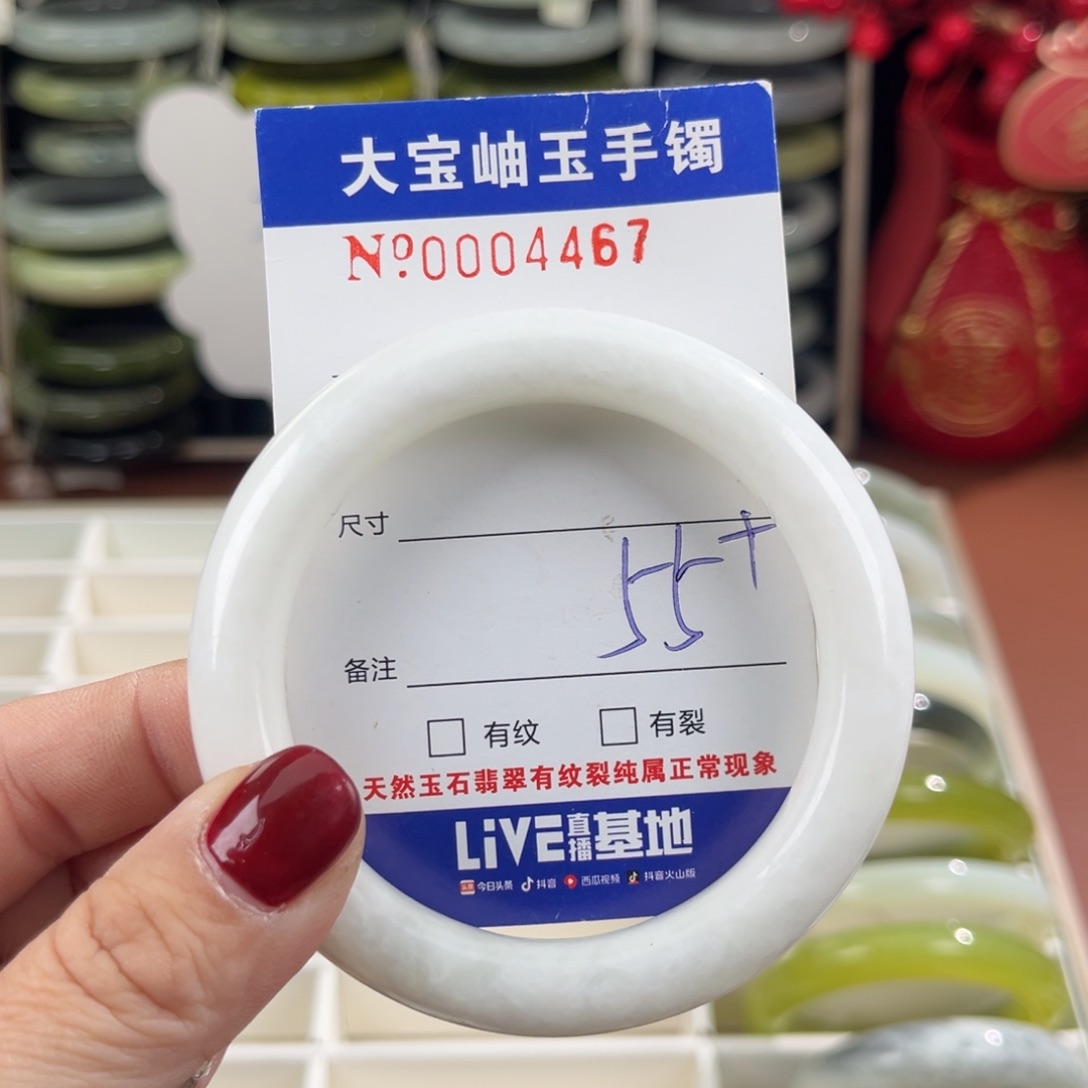 大宝岫玉手镯
Nº0004467
尺寸
55+
备注
有纹 有裂
天然玉石翡翠有纹裂纯属正常现象
LiVE直播基地
今日头条 抖音 西瓜视频 抖音火山版